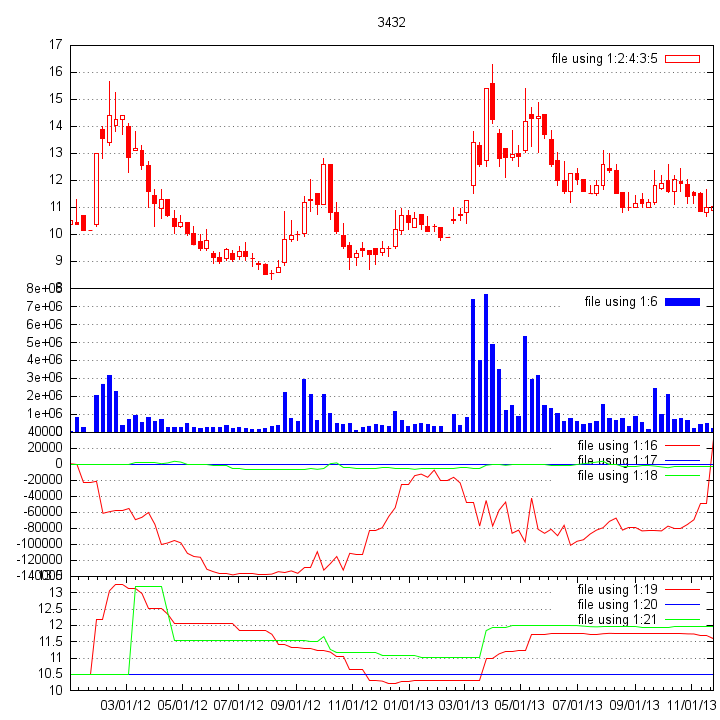 3432
17
file using 1:2:4:3:5
16
15
14
13
12
11
10
9
8
8e+06
file using 1:6
7e+06
6e+06
5e+06
4e+06
3e+06
2e+06
1e+06
40000
file using 1:16
20000
file using 1:17
0
file using 1:18
-20000
-40000
-60000
-80000
-100000
-120000
-140000
13.5
file using 1:19
13
file using 1:20
12.5
file using 1:21
12
11.5
11
10.5
10
03/01/12 05/01/12 07/01/12 09/01/12 11/01/12 01/01/13 03/01/13 05/01/13 07/01/13 09/01/13 11/01/13